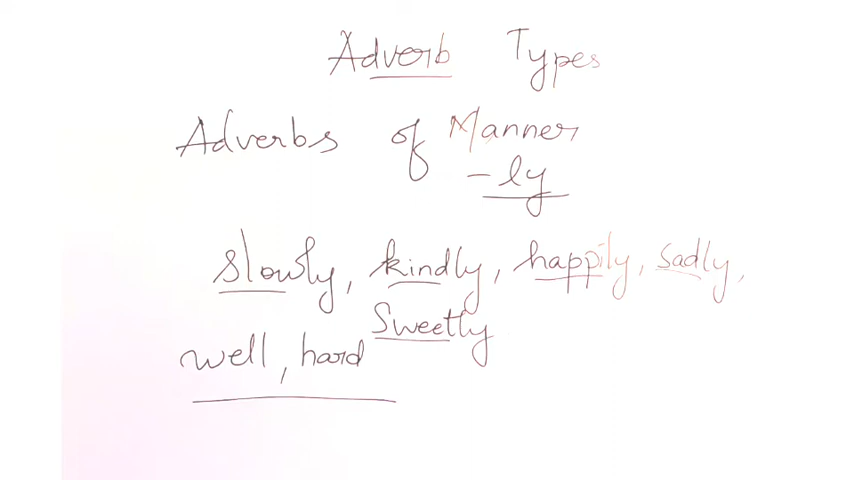 Adverb Types
Adverbs of Manner
- ly
slowly, kindly, happily, sadly,
Sweetly
well, hard